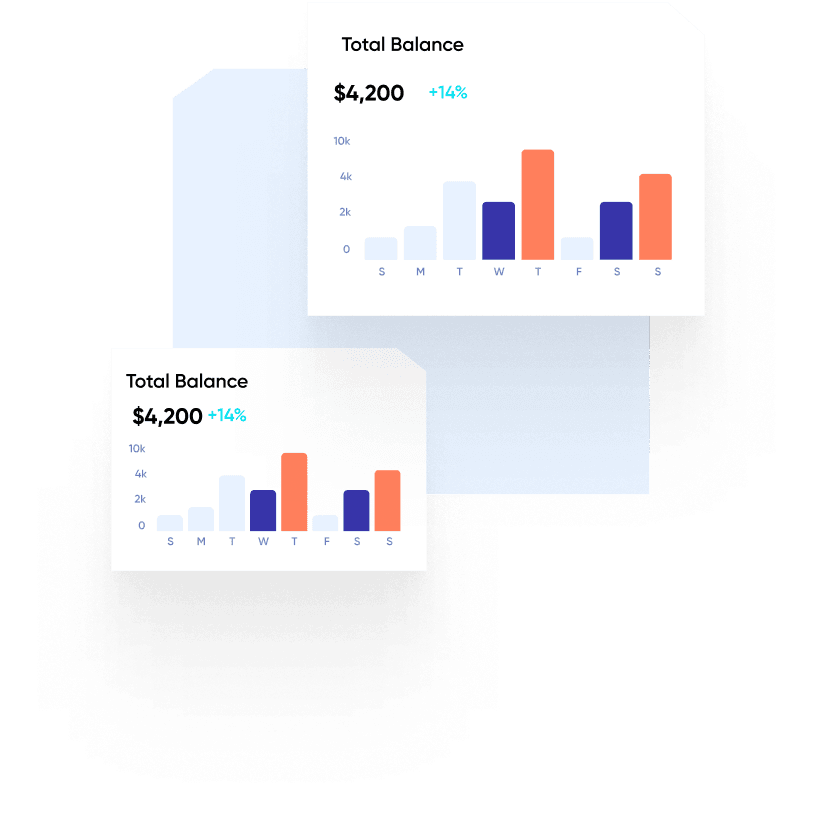 Total Balance
$4,200 +14%
10k
4k
2k
0
S M T W T F S S
Total Balance
$4,200 +14%
10k
4k
2k
0
S M T W T F S S